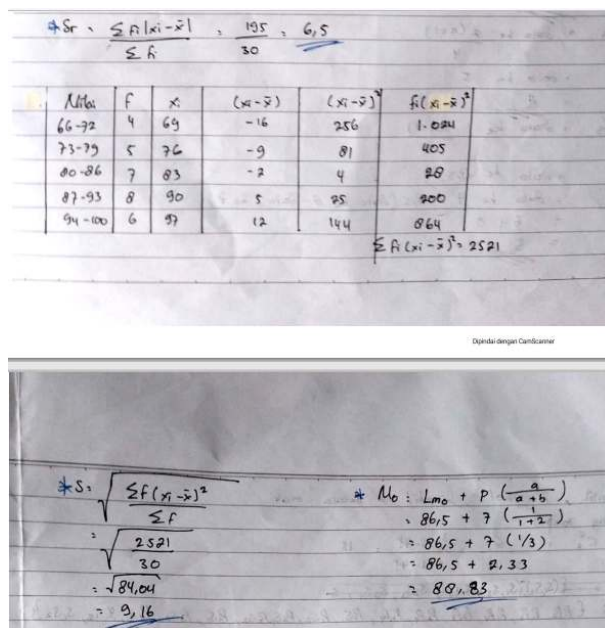 * Sr = Σ fi |xi - x̄| / Σ fi = 195 / 30 = 6,5
Nilai F xi (xi - x̄) (xi - x̄)² fi (xi - x̄)²
66-72 4 69 -16 256 1.024
73-79 5 76 -9 81 405
80-86 7 83 -2 4 28
87-93 8 90 5 25 200
94-100 6 97 12 144 864
Σ fi (xi - x̄)² = 2521
Dipindai dengan CamScanner
* S = √(Σ f (xi - x̄)² / Σ f)
= √(2521 / 30)
= √84,04
= 9,16
* Mo = Lmo + P (a / a + b)
= 86,5 + 7 (1 / 1 + 2)
= 86,5 + 7 (1/3)
= 86,5 + 2,33
= 88,83